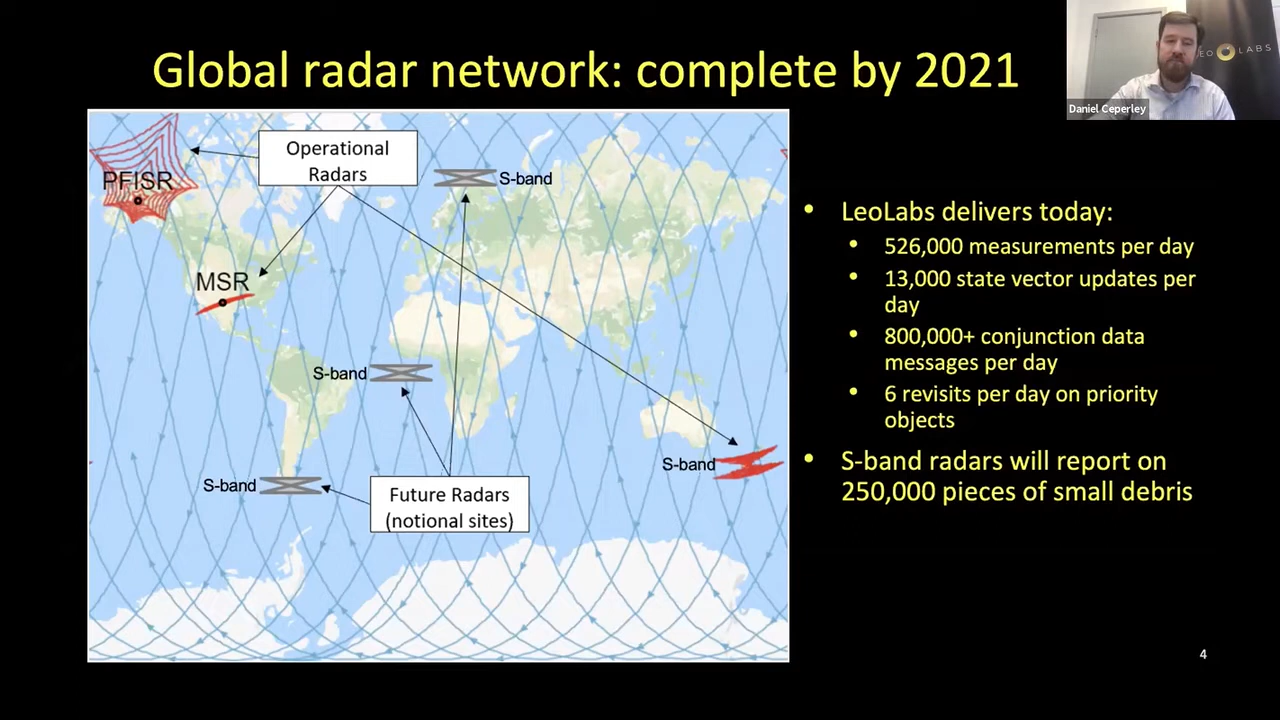 Global radar network: complete by 2021
EO LABS
Daniel Ceperley
Operational
Radars
PFISR
S-band
MSR
S-band
S-band
S-band
Future Radars
(notional sites)
• LeoLabs delivers today:
• 526,000 measurements per day
• 13,000 state vector updates per
day
• 800,000+ conjunction data
messages per day
• 6 revisits per day on priority
objects
• S-band radars will report on
250,000 pieces of small debris
4